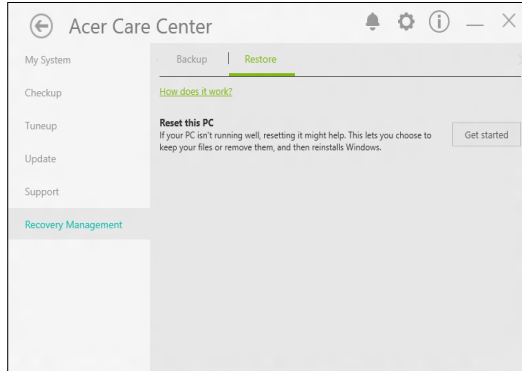 Acer Care Center
My System
Checkup
Tuneup
Update
Support
Recovery Management
Backup
Restore
How does it work?
Reset this PC
If your PC isn't running well, resetting it might help. This lets you choose to
keep your files or remove them, and then reinstalls Windows.
Get started